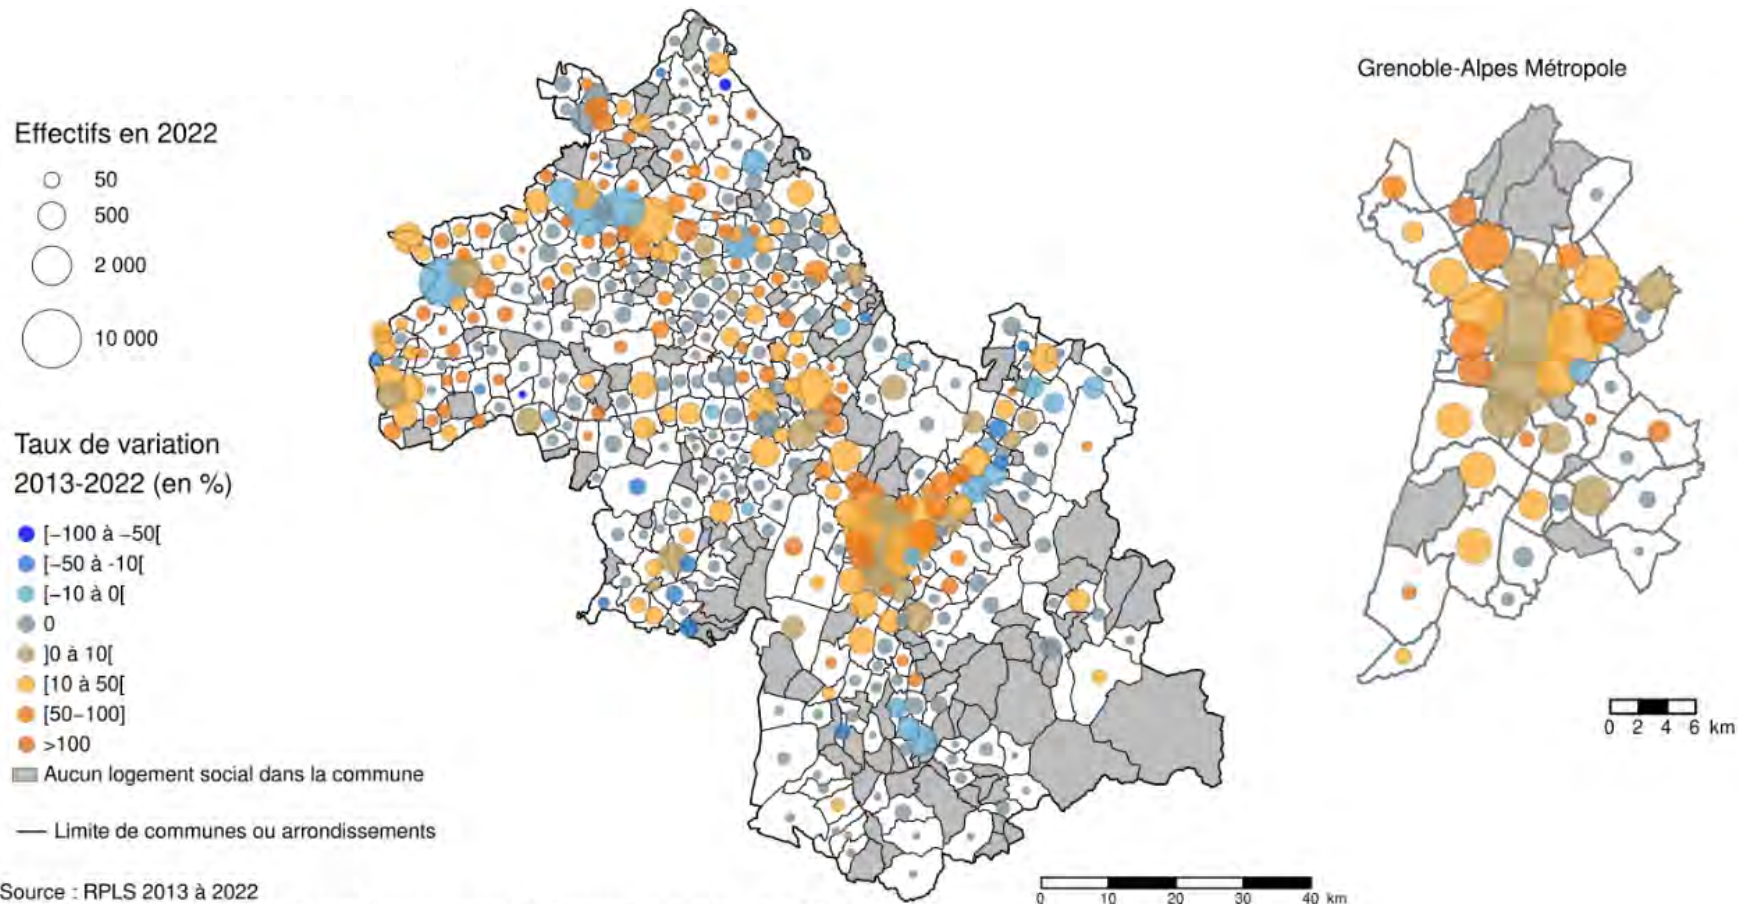 Grenoble-Alpes Métropole
Effectifs en 2022
50
500
2 000
10 000
Taux de variation
2013-2022 (en %)
[−100 à −50[
[−50 à -10[
[−10 à 0[
0
]0 à 10[
[10 à 50[
[50−100]
>100
Aucun logement social dans la commune
Limite de communes ou arrondissements
Source : RPLS 2013 à 2022
0 10 20 30 40 km
0 2 4 6 km